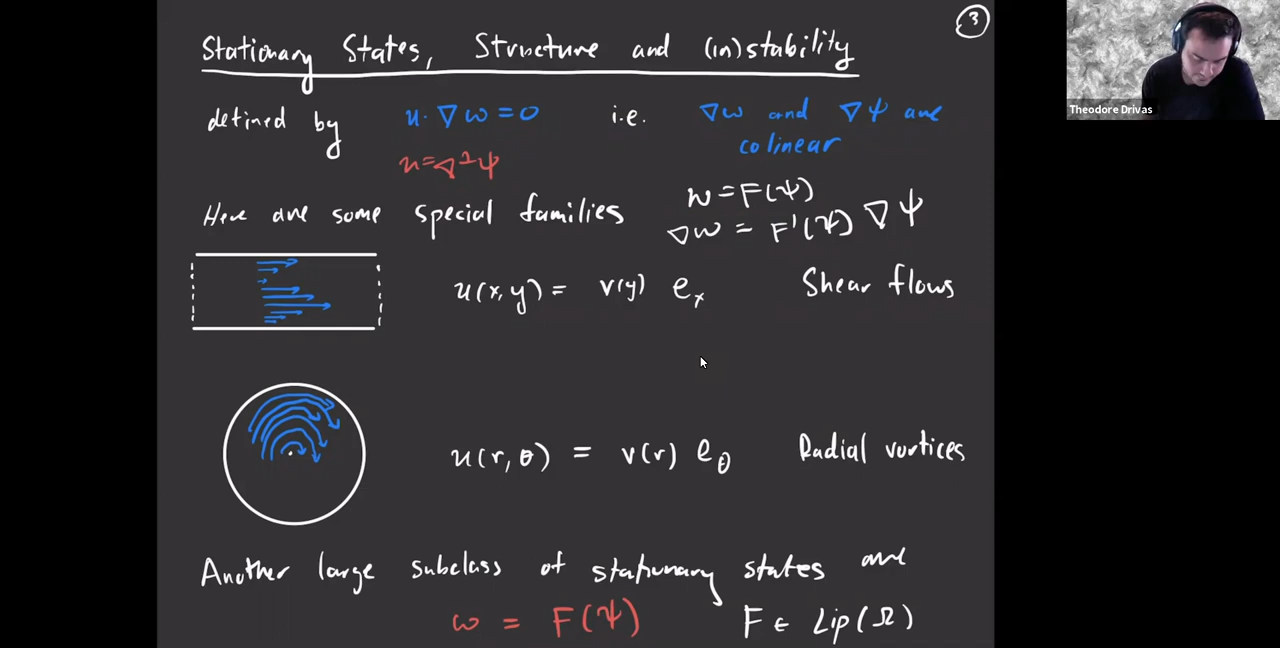 3
Stationary States, Structure and (in)stability
Theodore Drivas
defined by u · ∇ω = 0 i.e. ∇ω and ∇ψ are
colinear
u = ∇^⊥ψ
ω = F(ψ)
Here are some special families
∇ω = F'(ψ) ∇ψ
u(x,y) = v(y) e_x Shear flows
u(r,θ) = v(r) e_θ Radial vortices
Another large subclass of stationary states are
ω = F(ψ) F ∈ Lip(Ω)